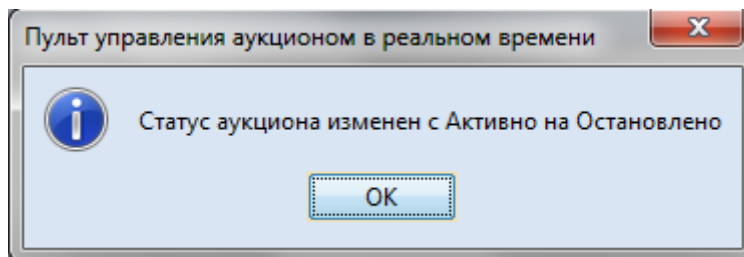 Пульт управления аукционом в реальном времени
Статус аукциона изменен с Активно на Остановлено
OK